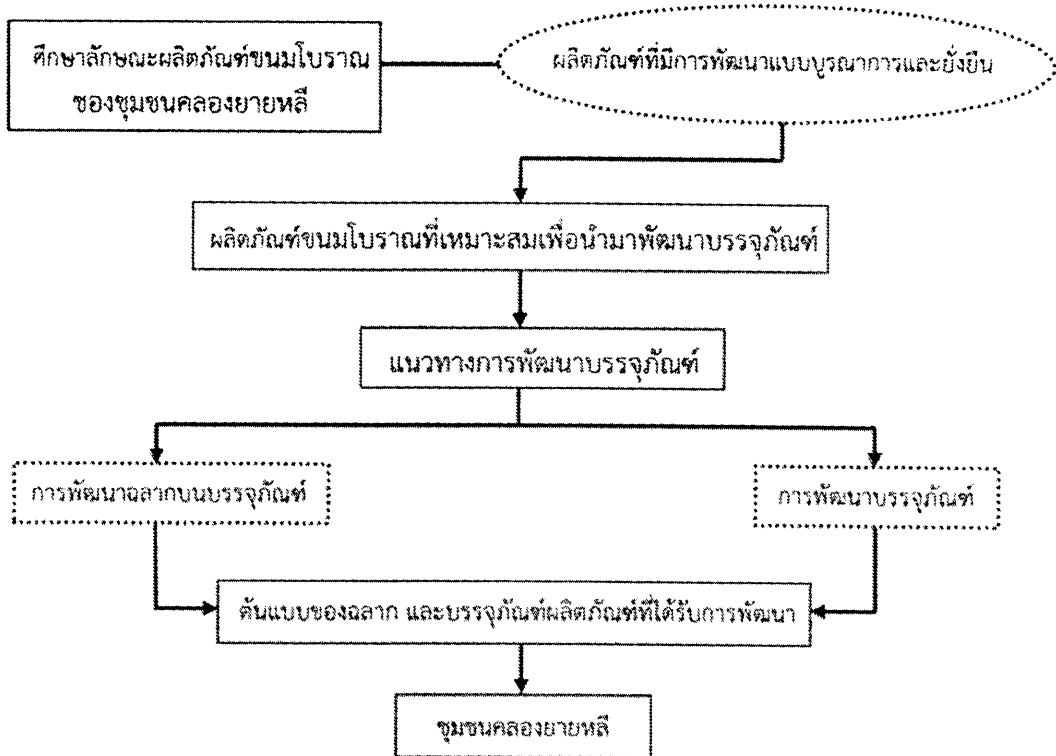 ศึกษาลักษณะผลิตภัณฑ์ขนมโบราณ
ของชุมชนคลองยายหลี
ผลิตภัณฑ์ที่มีการพัฒนาแบบบูรณาการและยั่งยืน
ผลิตภัณฑ์ขนมโบราณที่เหมาะสมเพื่อนำมาพัฒนาบรรจุภัณฑ์
แนวทางการพัฒนาบรรจุภัณฑ์
การพัฒนาฉลากบนบรรจุภัณฑ์
การพัฒนาบรรจุภัณฑ์
ต้นแบบของฉลาก และบรรจุภัณฑ์ผลิตภัณฑ์ที่ได้รับการพัฒนา
ชุมชนคลองยายหลี